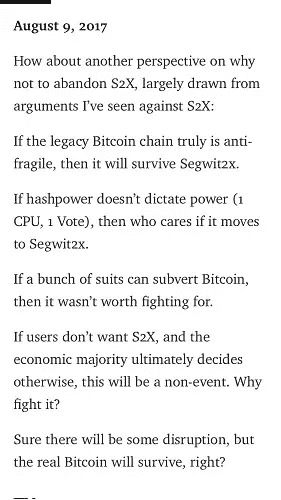 August 9, 2017
How about another perspective on why
not to abandon S2X, largely drawn from
arguments I've seen against S2X:
If the legacy Bitcoin chain truly is anti-
fragile, then it will survive Segwit2x.
If hashpower doesn't dictate power (1
CPU, 1 Vote), then who cares if it moves
to Segwit2x.
If a bunch of suits can subvert Bitcoin,
then it wasn't worth fighting for.
If users don't want S2X, and the
economic majority ultimately decides
otherwise, this will be a non-event. Why
fight it?
Sure there will be some disruption, but
the real Bitcoin will survive, right?